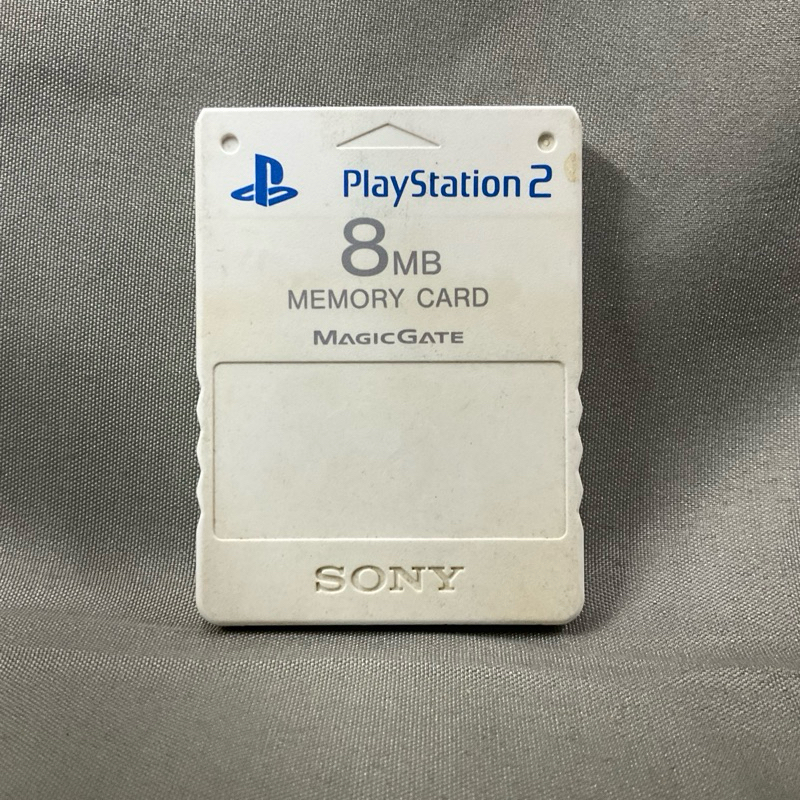 PlayStation 2
8MB
MEMORY CARD
MAGICGATE
SONY